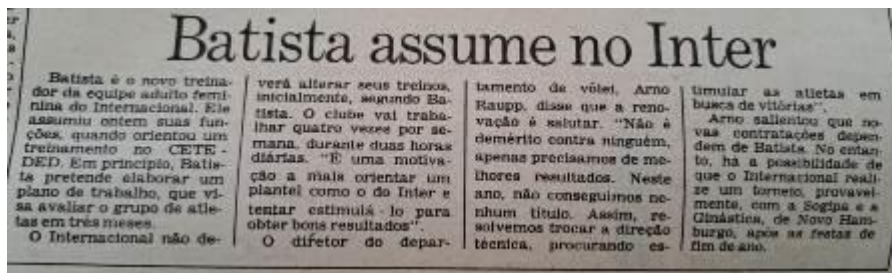 Batista assume no Inter
Batista é o novo treina-
dor da equipe adulto femi-
nina do Internacional. Ele
assumiu ontem suas fun-
ções, quando orientou um
treinamento no CETE-
DED. Em princípio, Batis-
ta pretende elaborar um
plano de trabalho, que vi-
sa avaliar o grupo de atle-
tas em três meses.
O Internacional não de-
verá alterar seus treinos,
inicialmente, segundo Ba-
tista. O clube vai traba-
lhar quatro vezes por se-
mana, durante duas horas
diárias. "É uma motiva-
ção a mais orientar um
plantel como o do Inter e
tentar estimulá-lo para
obter bons resultados".
O diretor do depar-
tamento de vôlei, Arno
Raupp, disse que a reno-
vação é salutar. "Não é
demérito contra ninguém,
apenas precisamos de me-
lhores resultados. Neste
ano, não conseguimos ne-
nhum título. Assim, re-
solvemos trocar a direção
técnica, procurando es-
timular as atletas em
busca de vitórias".
Arno salientou que no-
vas contratações depen-
dem de Batista. No entan-
to, há a possibilidade de
que o Internacional reali-
ze um torneio, provavel-
mente, com a Sogipa e a
Ginástica, de Novo Ham-
burgo, após as festas de
fim de ano.